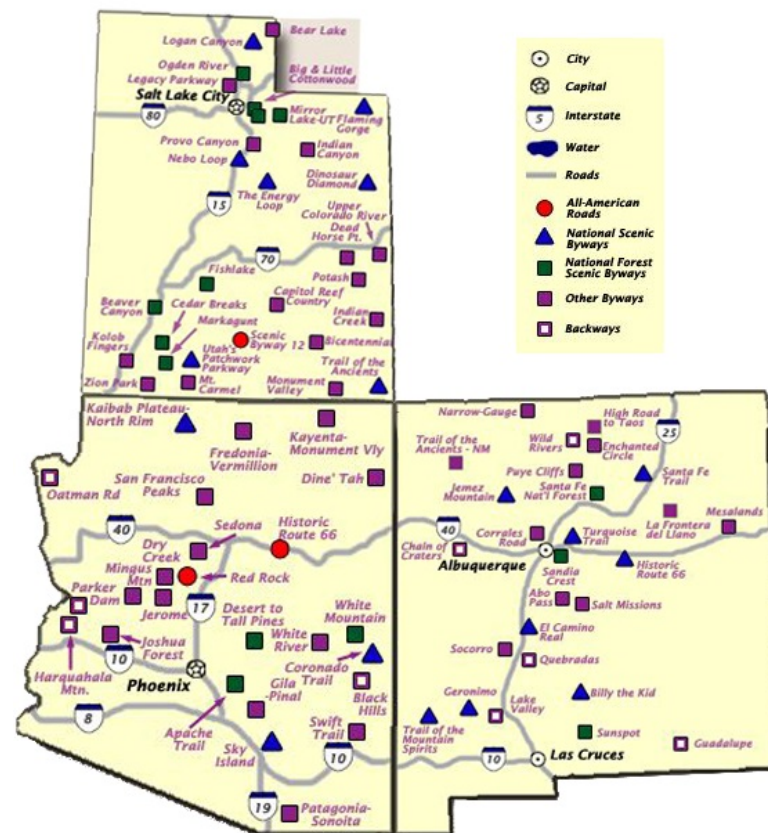 Bear Lake
Logan Canyon
Ogden River
Big & Little
Cottonwood
Legacy Parkway
Salt Lake City
80
Mirror
Lake-UT
Flaming
Gorge
Provo Canyon
Indian
Canyon
Nebo Loop
Dinosaur
Diamond
The Energy
Loop
15
Upper
Colorado River
Dead
Horse Pt.
70
Fishlake
Potash
Capitol Reef
Country
Beaver
Canyon
Cedar Breaks
Markagunt
Indian
Creek
Kolob
Fingers
Scenic
Byway 12
Bicentennial
Utah's
Patchwork
Parkway
Trail of the
Ancients
Zion Park
Mt.
Carmel
Monument
Valley
City
Capital
5
Interstate
Water
Roads
All-American
Roads
National Scenic
Byways
National Forest
Scenic Byways
Other Byways
Backways
Kaibab Plateau-
North Rim
Fredonia-
Vermillion
Kayenta-
Monument Vly
Oatman Rd
San Francisco
Peaks
Dine' Tah
40
Sedona
Historic
Route 66
Dry
Creek
Mingus
Mtn
Red Rock
Parker
Dam
Jerome
17
Desert to
Tall Pines
White
Mountain
Joshua
Forest
White
River
10
Harquahala
Mtn.
Coronado
Trail
Phoenix
Gila
-Pinal
Black
Hills
8
Apache
Trail
Swift
Trail
Sky
Island
10
19
Patagonia-
Sonoita
Narrow-Gauge
High Road
to Taos
25
Wild
Rivers
Enchanted
Circle
Trail of the
Ancients - NM
Puye Cliffs
Santa Fe
Trail
Jemez
Mountain
Santa Fe
Nat'l Forest
Mesalands
La Frontera
del Llano
40
Corrales
Road
Turquoise
Trail
Chain of
Craters
Albuquerque
Sandia
Crest
Historic
Route 66
Abo
Pass
Salt Missions
El Camino
Real
Socorro
Quebradas
Geronimo
Lake
Valley
Billy the Kid
Trail of the
Mountain
Spirits
Sunspot
Guadalupe
10
Las Cruces